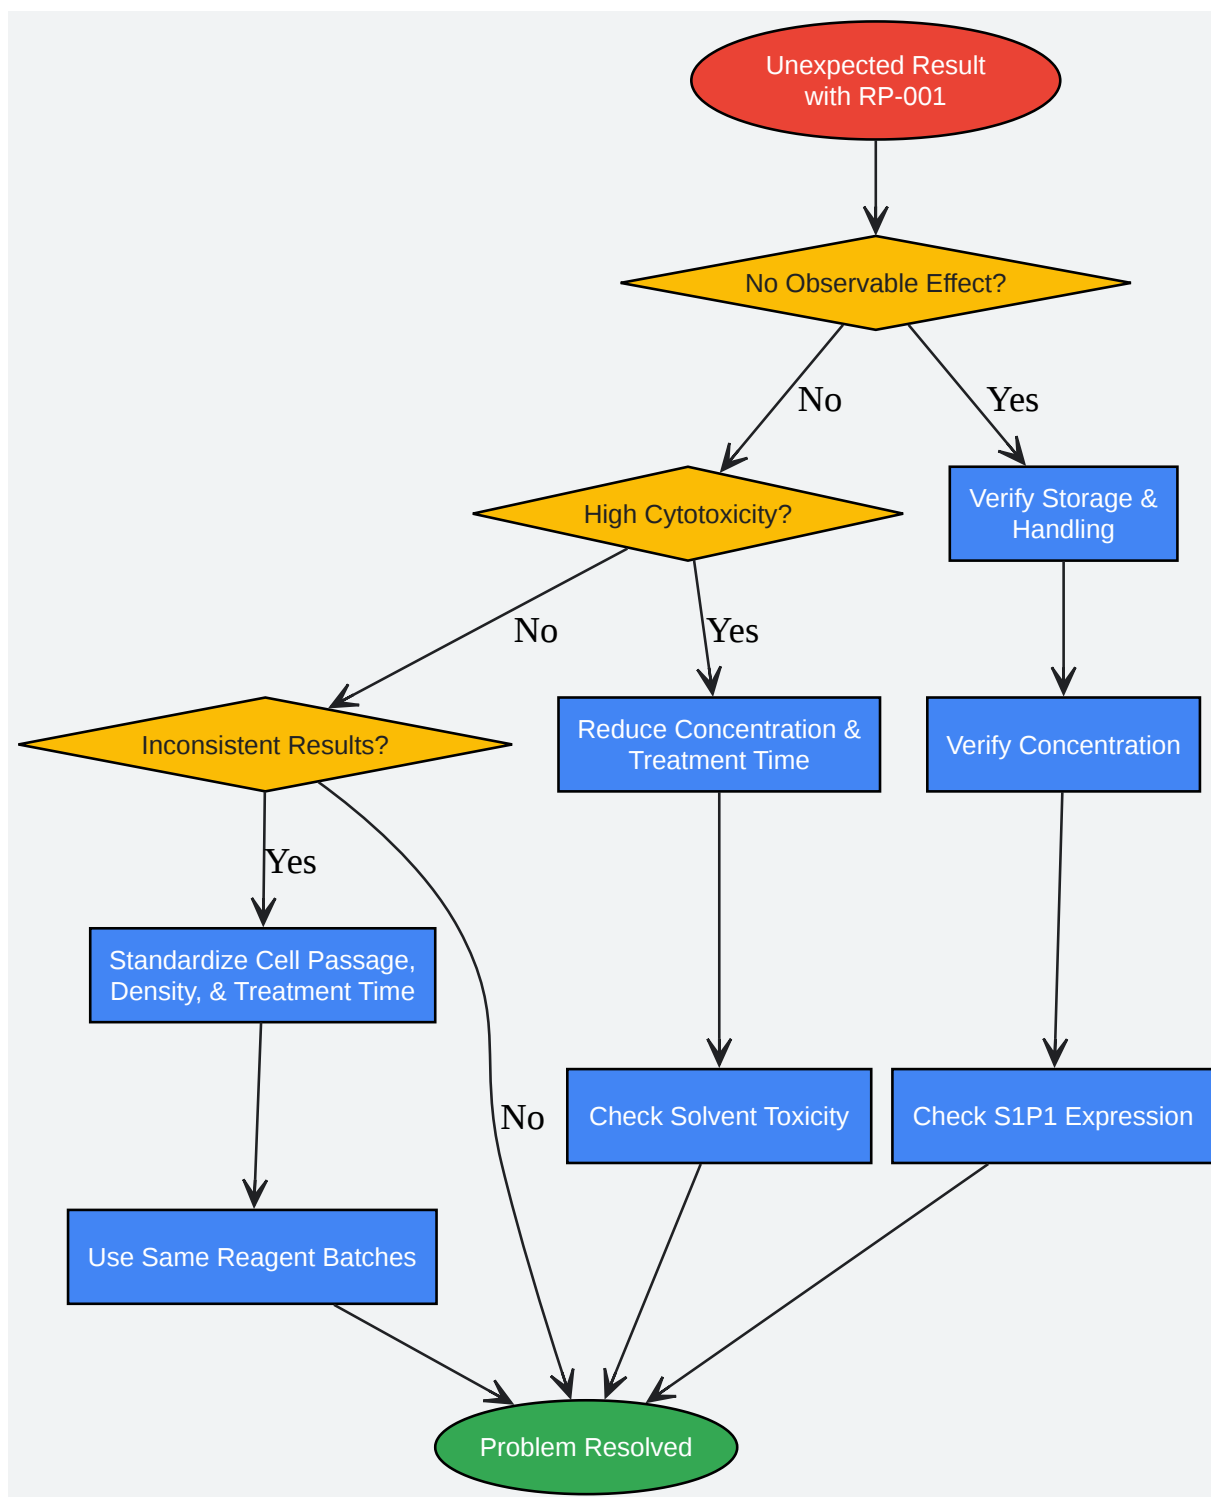 Unexpected Result
with RP-001
No Observable Effect?
No
Yes
High Cytotoxicity?
Verify Storage &
Handling
No
Yes
Inconsistent Results?
Reduce Concentration &
Treatment Time
Verify Concentration
Yes
Standardize Cell Passage,
Density, & Treatment Time
No
Check Solvent Toxicity
Check S1P1 Expression
Use Same Reagent Batches
Problem Resolved